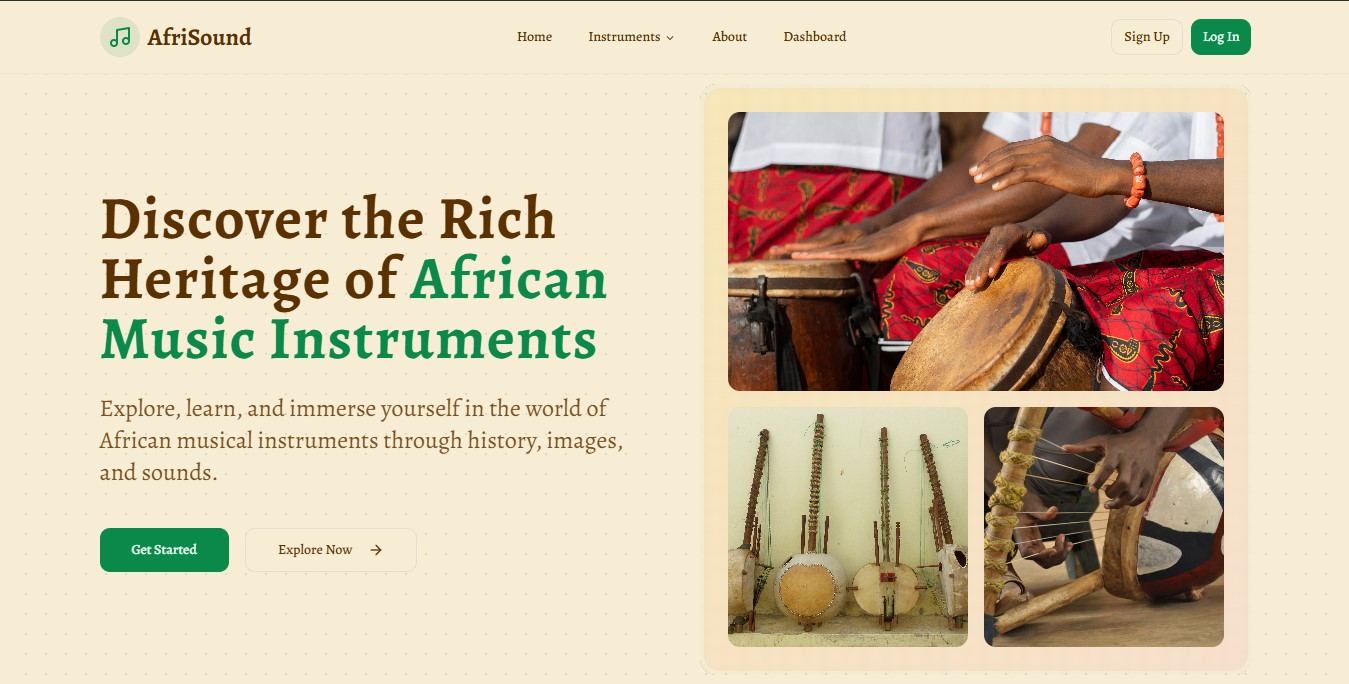 AfriSound
Home
Instruments
About
Dashboard
Sign Up
Log In
Discover the Rich
Heritage of African
Music Instruments
Explore, learn, and immerse yourself in the world of
African musical instruments through history, images,
and sounds.
Get Started
Explore Now